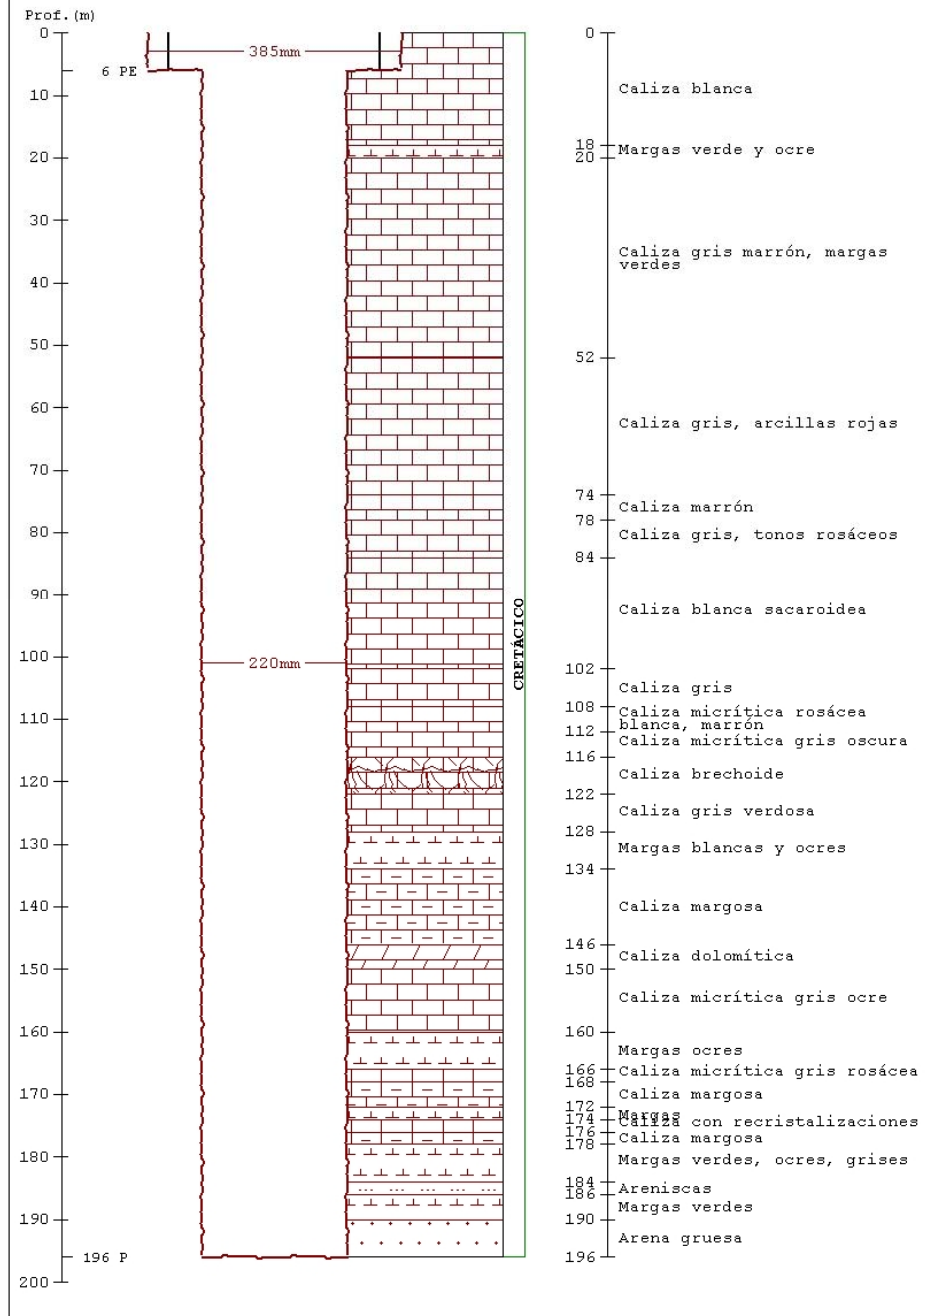 Prof.(m)
0
385mm
0
6 PE
10
Caliza blanca
18
Margas verde y ocre
20
20
30
Caliza gris marrón, margas
verdes
40
50
52
60
Caliza gris, arcillas rojas
70
74
Caliza marrón
78
80
Caliza gris, tonos rosáceos
84
90
Caliza blanca sacaroidea
CRETÁCICO
100
220mm
102
Caliza gris
108
110
Caliza micrítica rosácea
blanca, marrón
112
Caliza micrítica gris oscura
116
120
Caliza brechoide
122
Caliza gris verdosa
128
130
Margas blancas y ocres
134
140
Caliza margosa
146
Caliza dolomítica
150
150
Caliza micrítica gris ocre
160
160
Margas ocres
166
Caliza micrítica gris rosácea
168
170
Caliza margosa
172
Margas
174
Caliza con recristalizaciones
176
Caliza margosa
178
180
Margas verdes, ocres, grises
184
Areniscas
186
Margas verdes
190
190
Arena gruesa
196 P
196
200